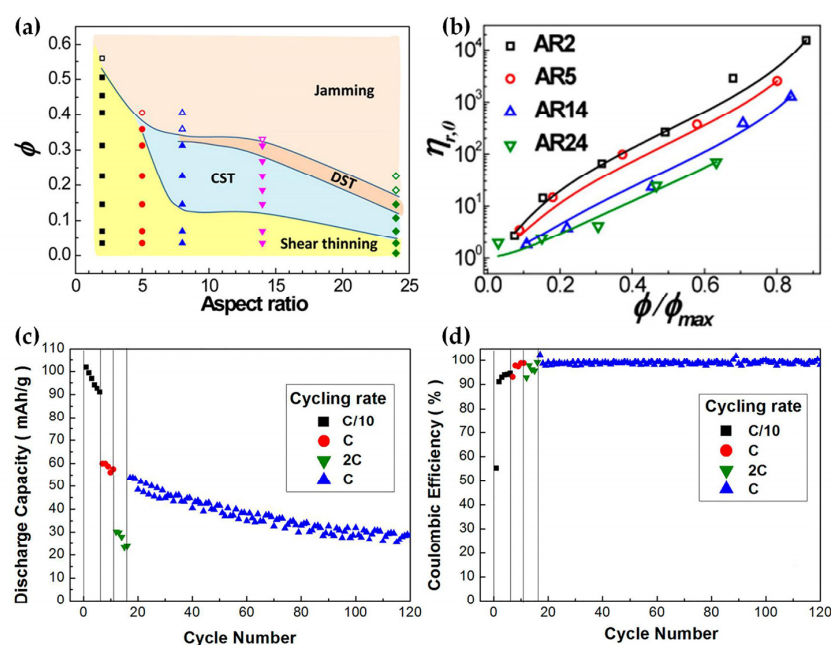 (a)
0.6
0.5
0.4
0.3
0.2
0.1
0.0
ϕ
Jamming
CST
DST
Shear thinning
0 5 10 15 20 25
Aspect ratio
(b)
10⁴
10³
10²
10¹
10⁰
ηr,0
AR2
AR5
AR14
AR24
0.0 0.2 0.4 0.6 0.8 1.0
ϕ/ϕmax
(c)
110
100
90
80
70
60
50
40
30
20
10
0
Discharge Capacity ( mAh/g )
Cycling rate
C/10
C
2C
C
0 20 40 60 80 100 120
Cycle Number
(d)
100
90
80
70
60
50
40
30
20
10
0
Coulombic Efficiency ( % )
Cycling rate
C/10
C
2C
C
0 20 40 60 80 100 120
Cycle Number